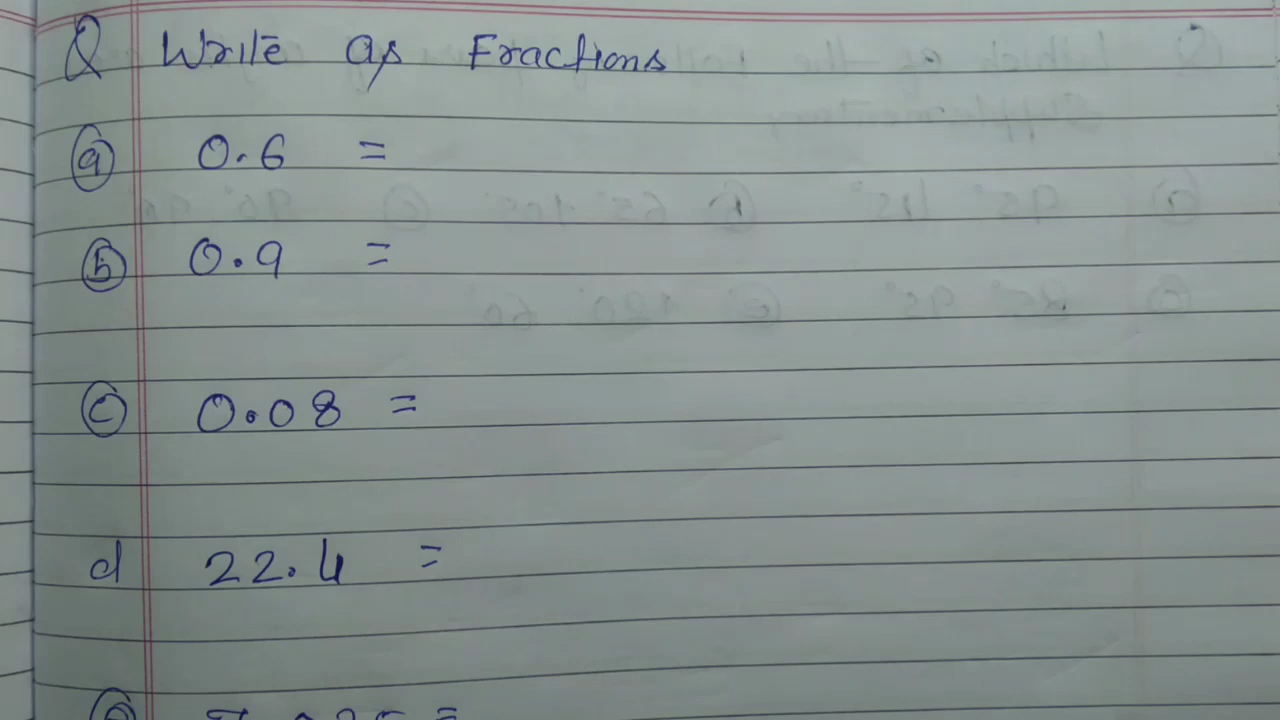 Q Write as Fractions
a 0.6 =
b 0.9 =
c 0.08 =
d 22.4 =